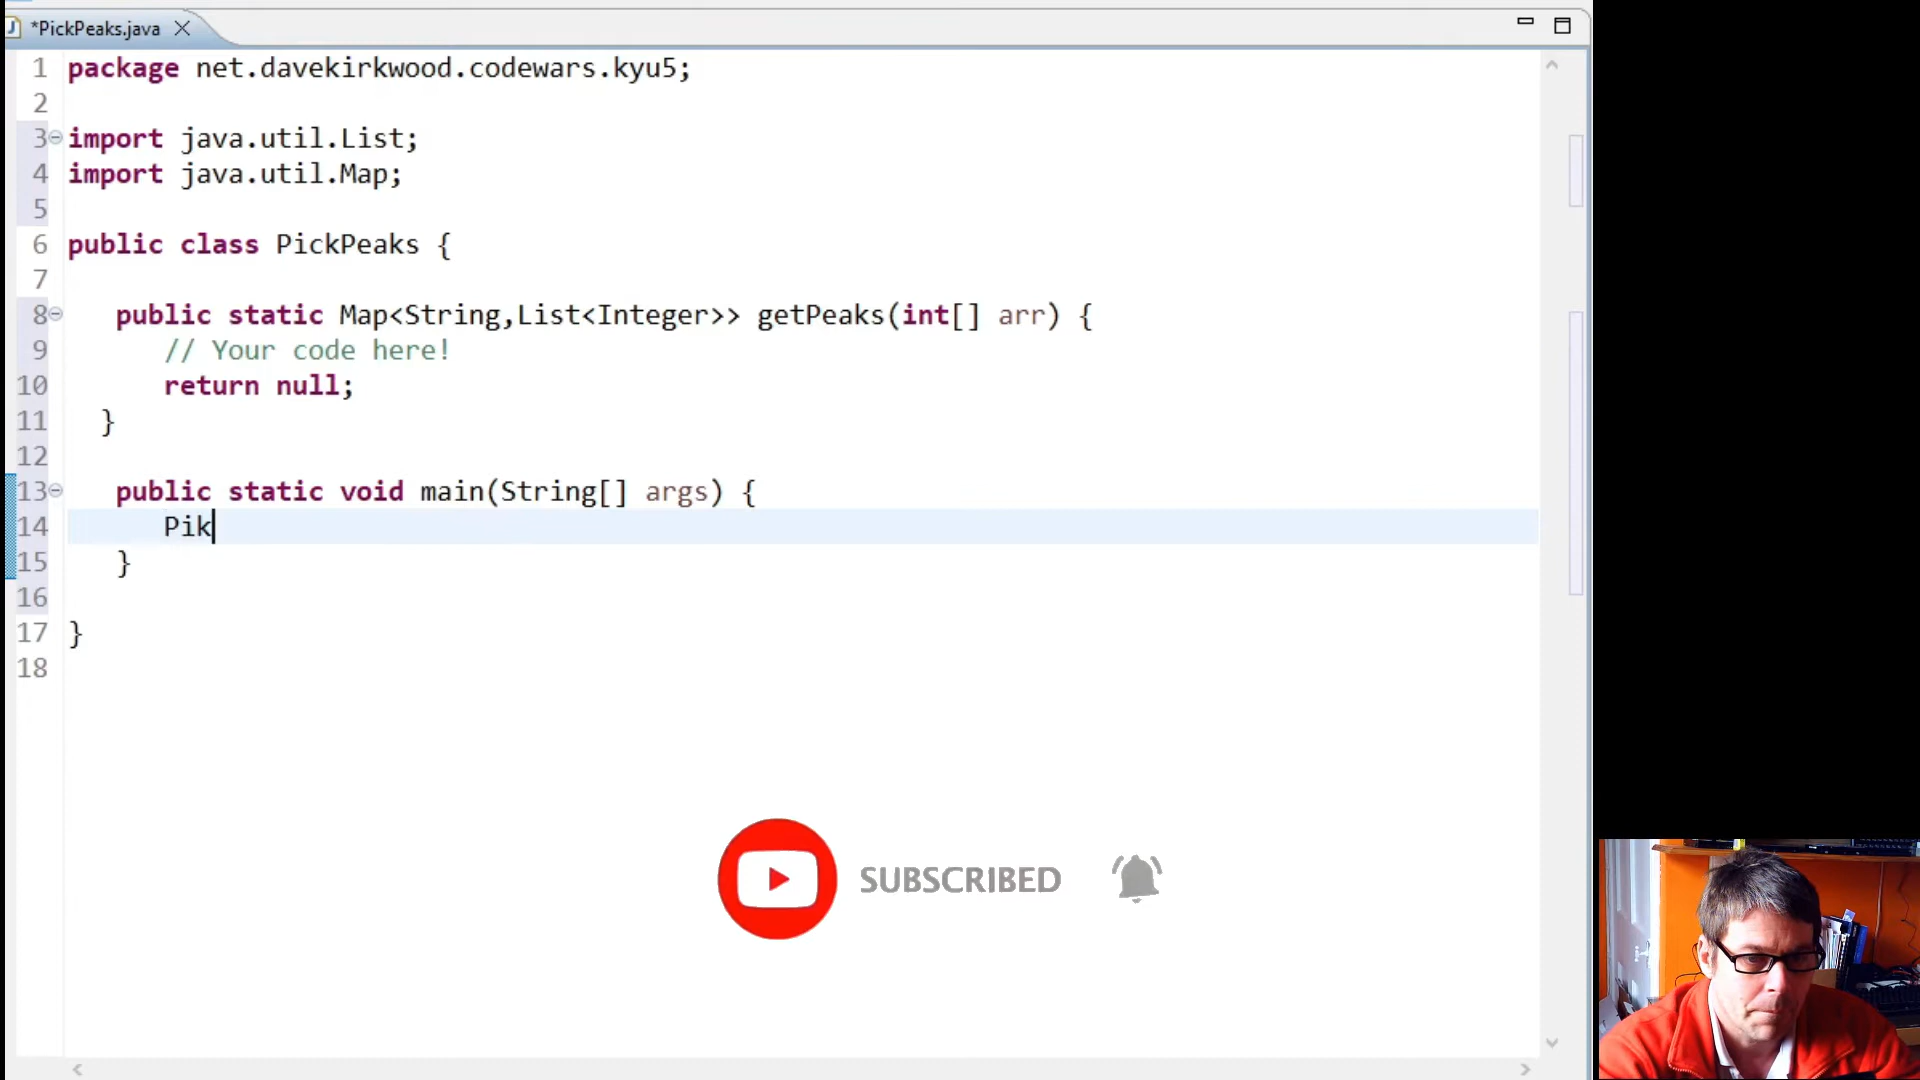 *PickPeaks.java
1 package net.davekirkwood.codewars.kyu5;
2
3 import java.util.List;
4 import java.util.Map;
5
6 public class PickPeaks {
7
8 public static Map<String,List<Integer>> getPeaks(int[] arr) {
9 // Your code here!
10 return null;
11 }
12
13 public static void main(String[] args) {
14 Pik
15 }
16
17 }
18
SUBSCRIBED